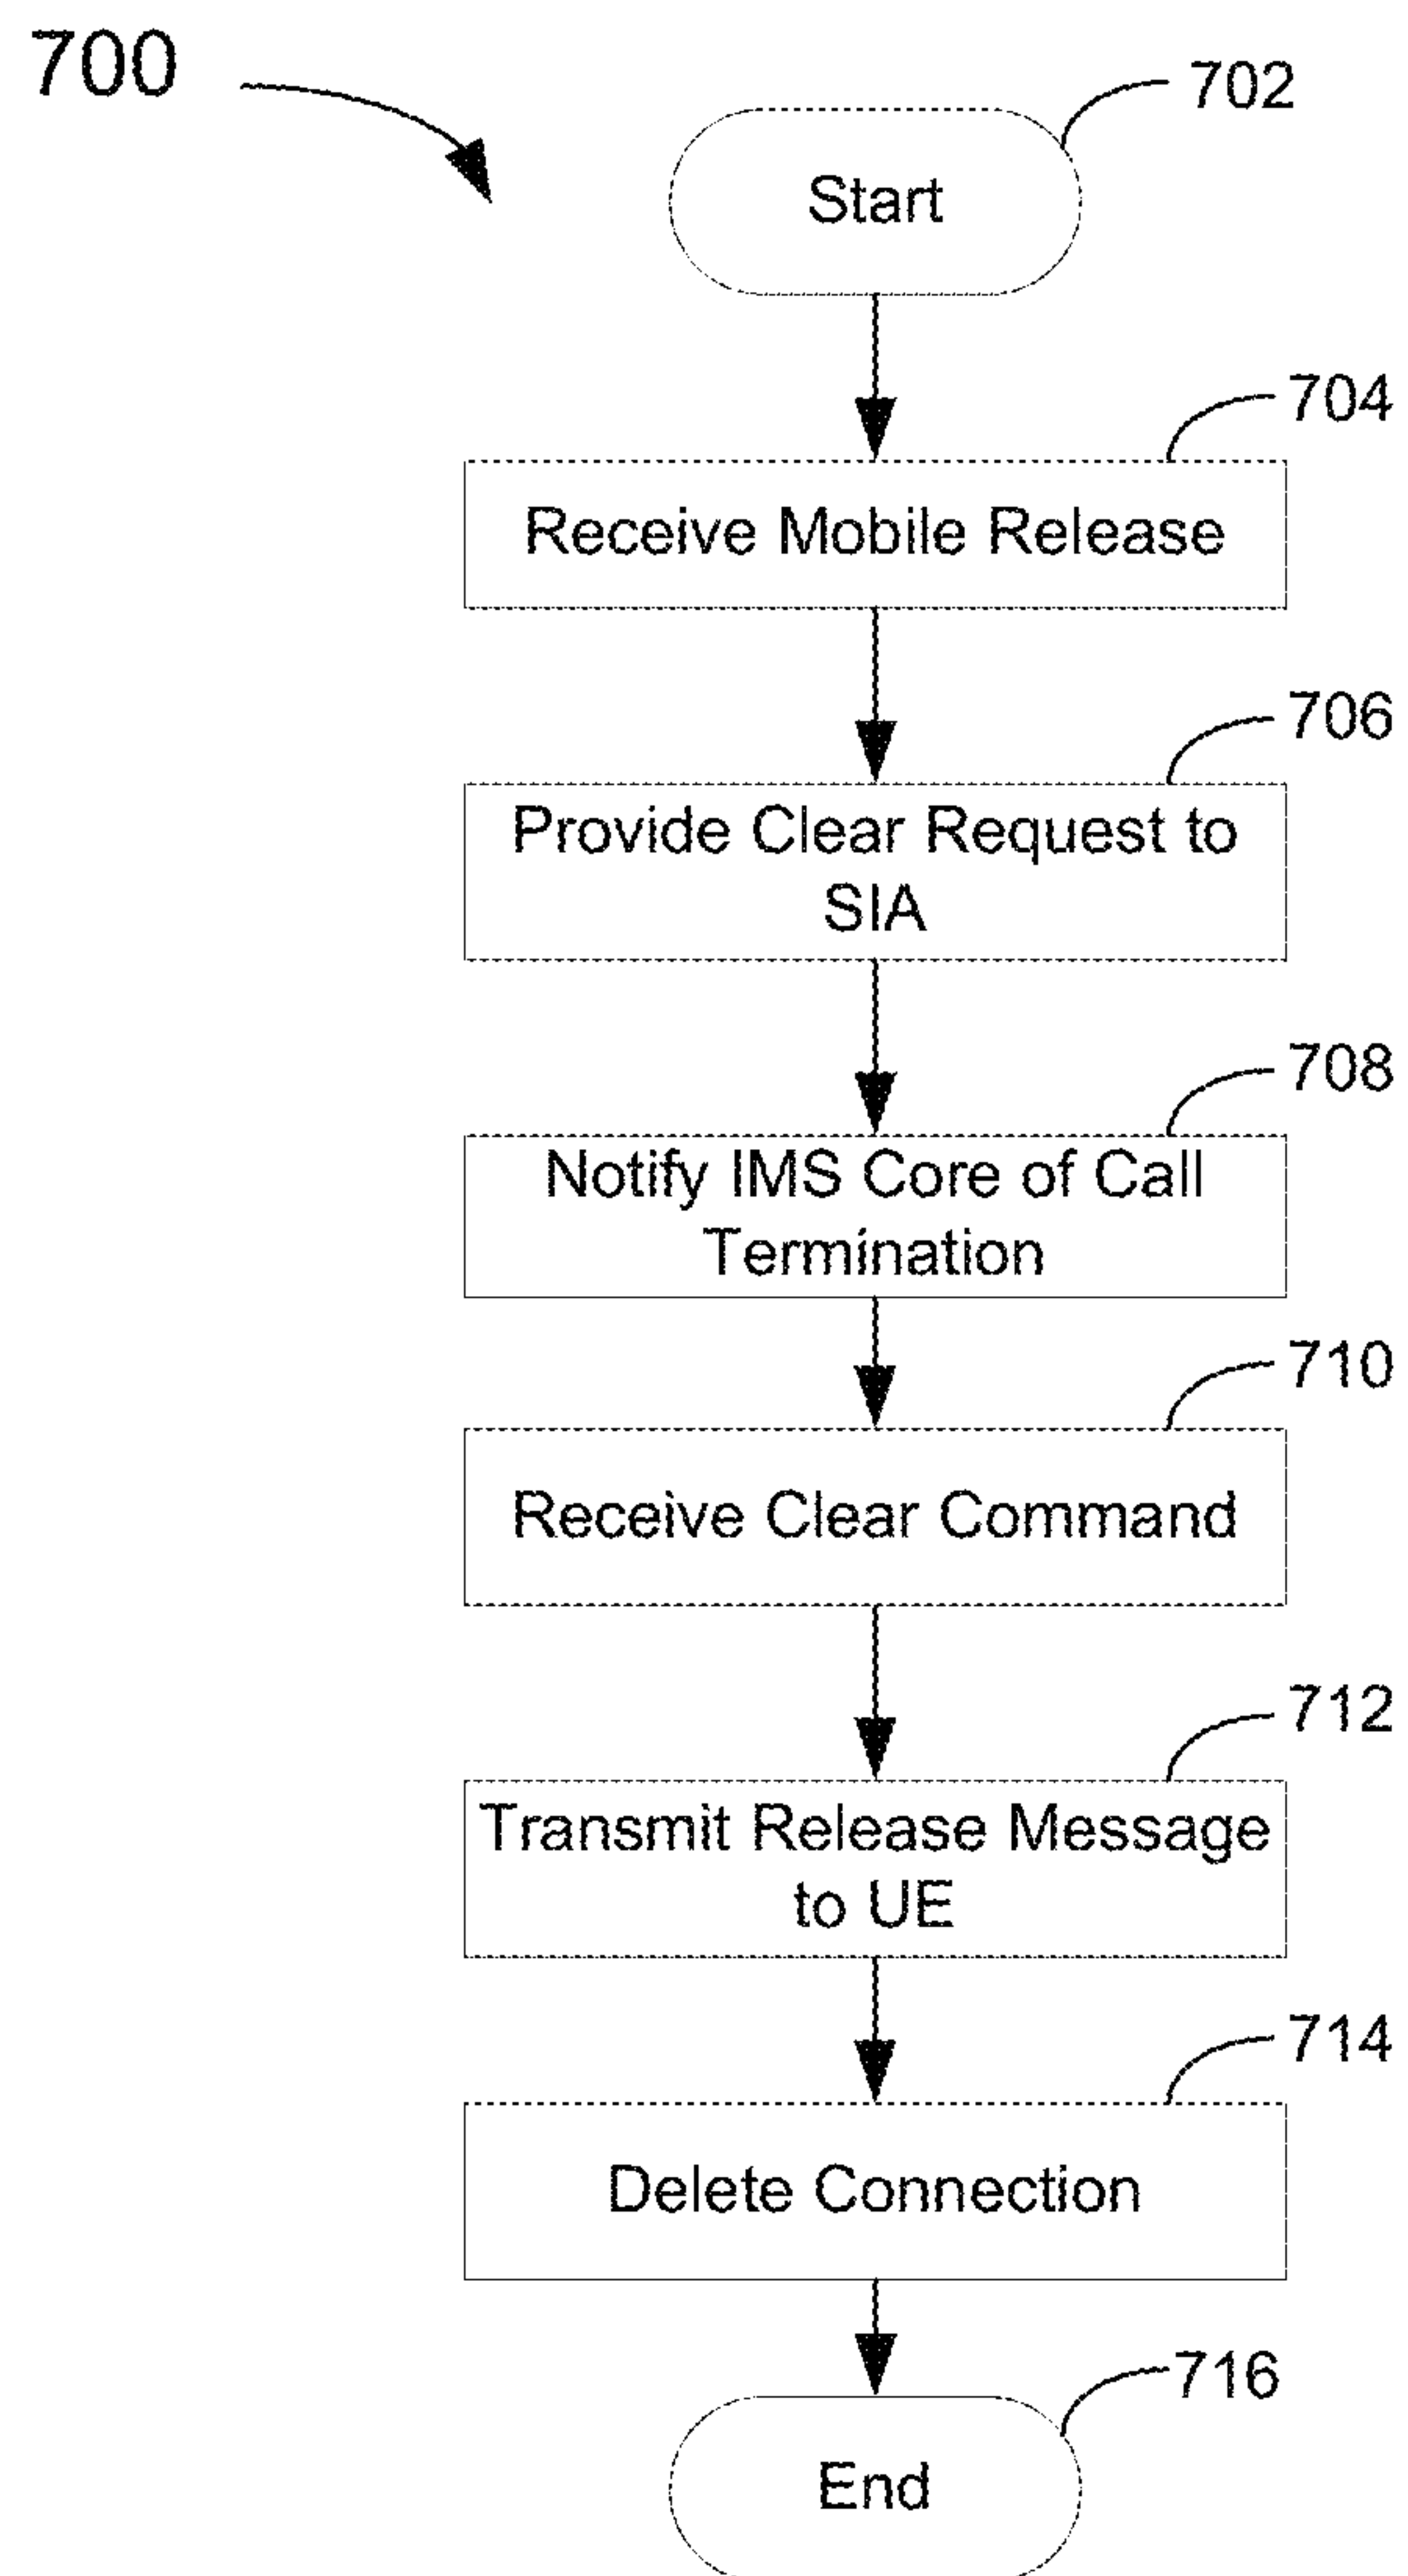 700
702
Start
704
Receive Mobile Release
706
Provide Clear Request to
SIA
708
Notify IMS Core of Call
Termination
710
Receive Clear Command
712
Transmit Release Message
to UE
714
Delete Connection
716
End